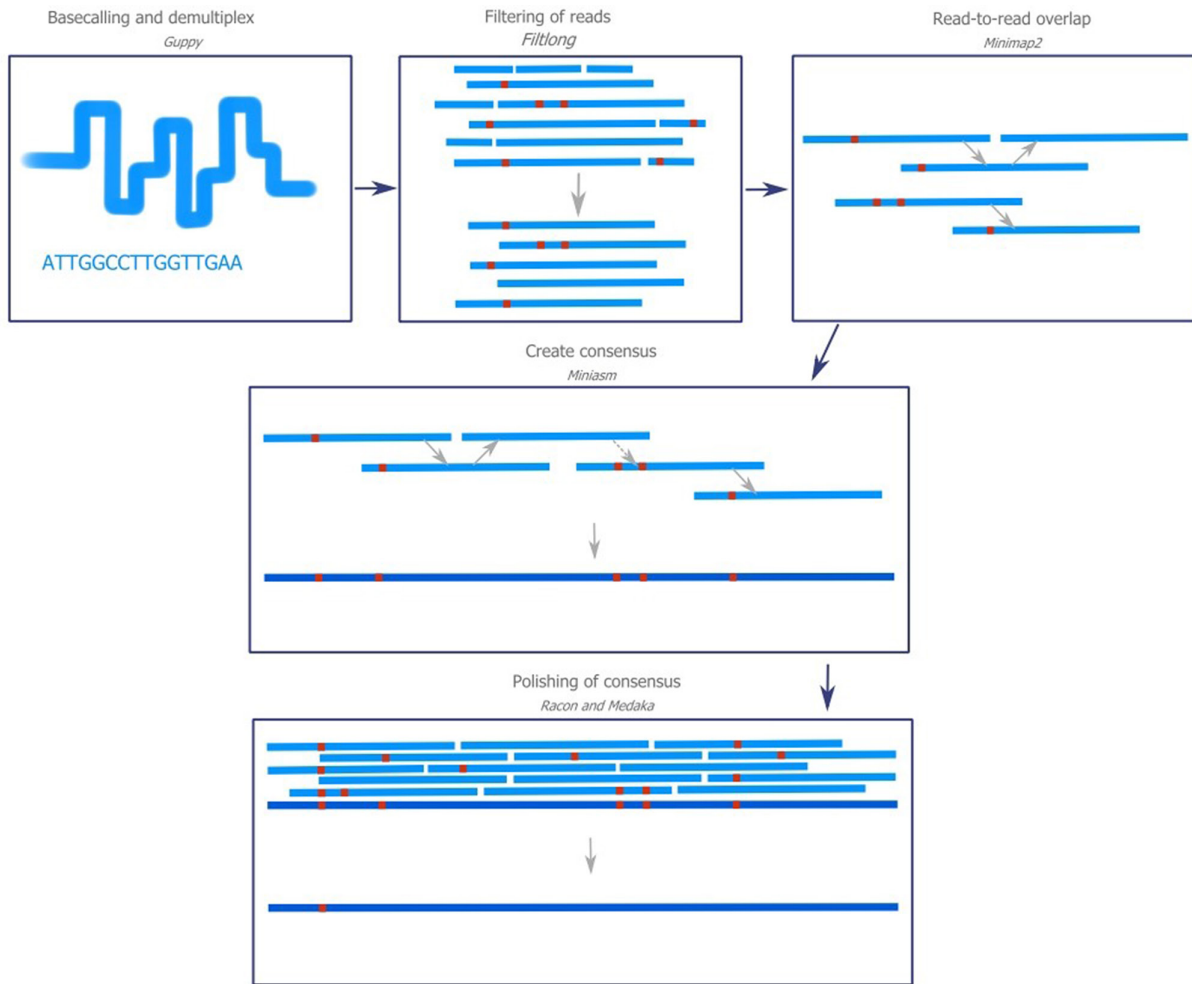 Basecalling and demultiplex
Guppy
Filtering of reads
Filtlong
Read-to-read overlap
Minimap2
ATTGGCCTTGGTTGAA
Create consensus
Miniasm
Polishing of consensus
Racon and Medaka